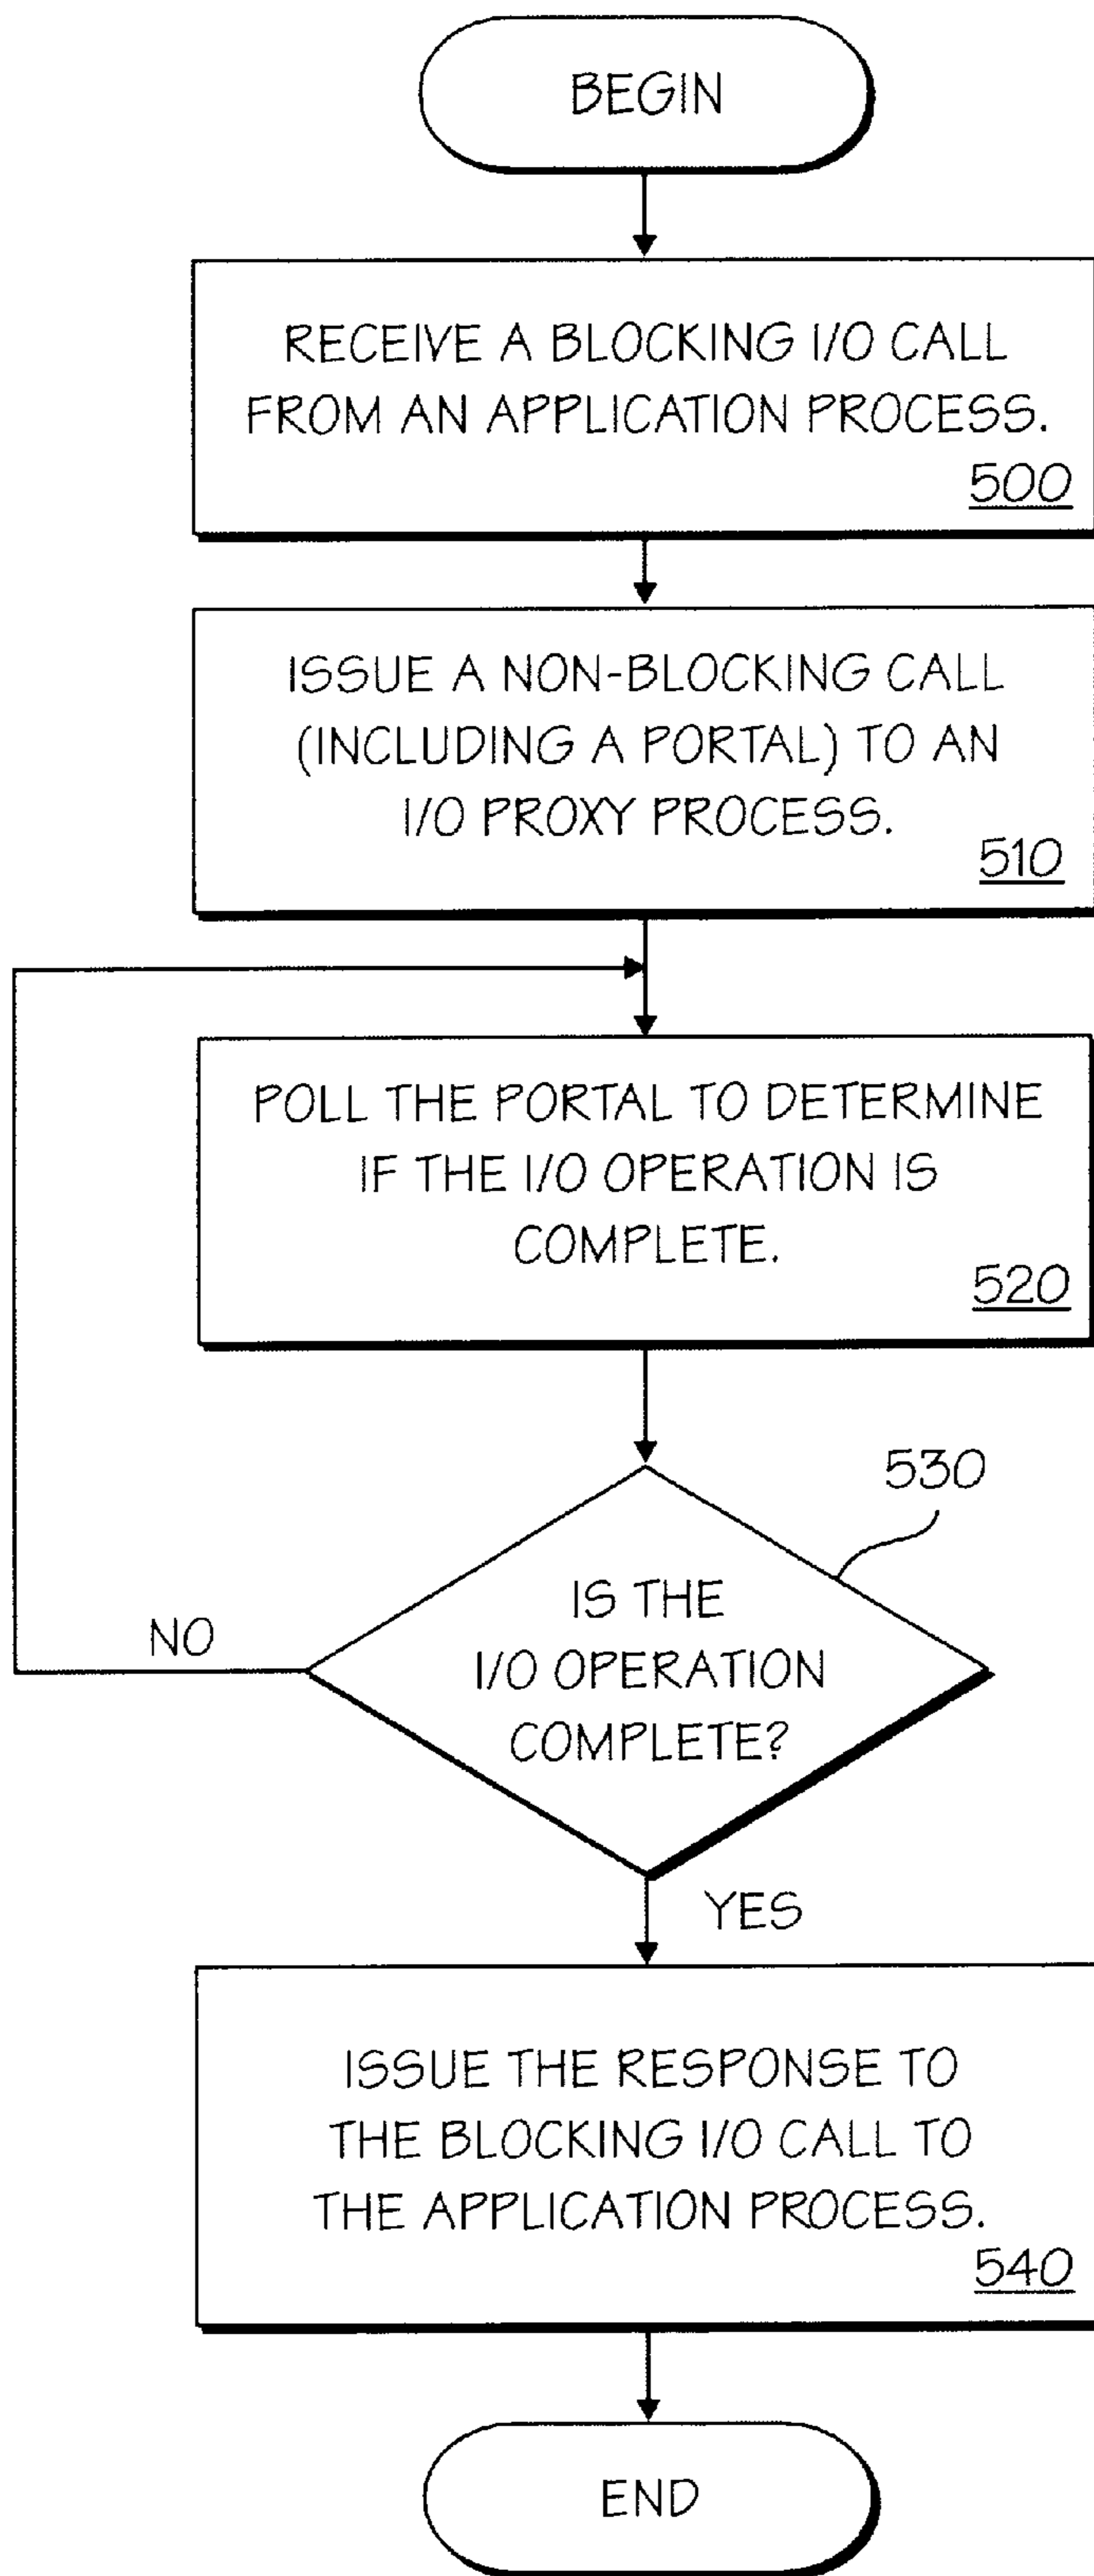 BEGIN
RECEIVE A BLOCKING I/O CALL
FROM AN APPLICATION PROCESS.
500
ISSUE A NON-BLOCKING CALL
(INCLUDING A PORTAL) TO AN
I/O PROXY PROCESS.
510
POLL THE PORTAL TO DETERMINE
IF THE I/O OPERATION IS
COMPLETE.
520
530
IS THE
I/O OPERATION
COMPLETE?
NO
YES
ISSUE THE RESPONSE TO
THE BLOCKING I/O CALL TO
THE APPLICATION PROCESS.
540
END